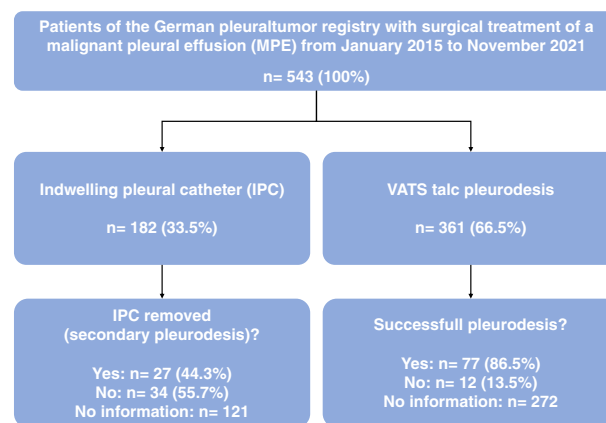 Patients of the German pleuraltumor registry with surgical treatment of a
malignant pleural effusion (MPE) from January 2015 to November 2021
n= 543 (100%)
Indwelling pleural catheter (IPC)
n= 182 (33.5%)
VATS talc pleurodesis
n= 361 (66.5%)
IPC removed
(secondary pleurodesis)?
Yes: n= 27 (44.3%)
No: n= 34 (55.7%)
No information: n= 121
Successfull pleurodesis?
Yes: n= 77 (86.5%)
No: n= 12 (13.5%)
No information: n= 272